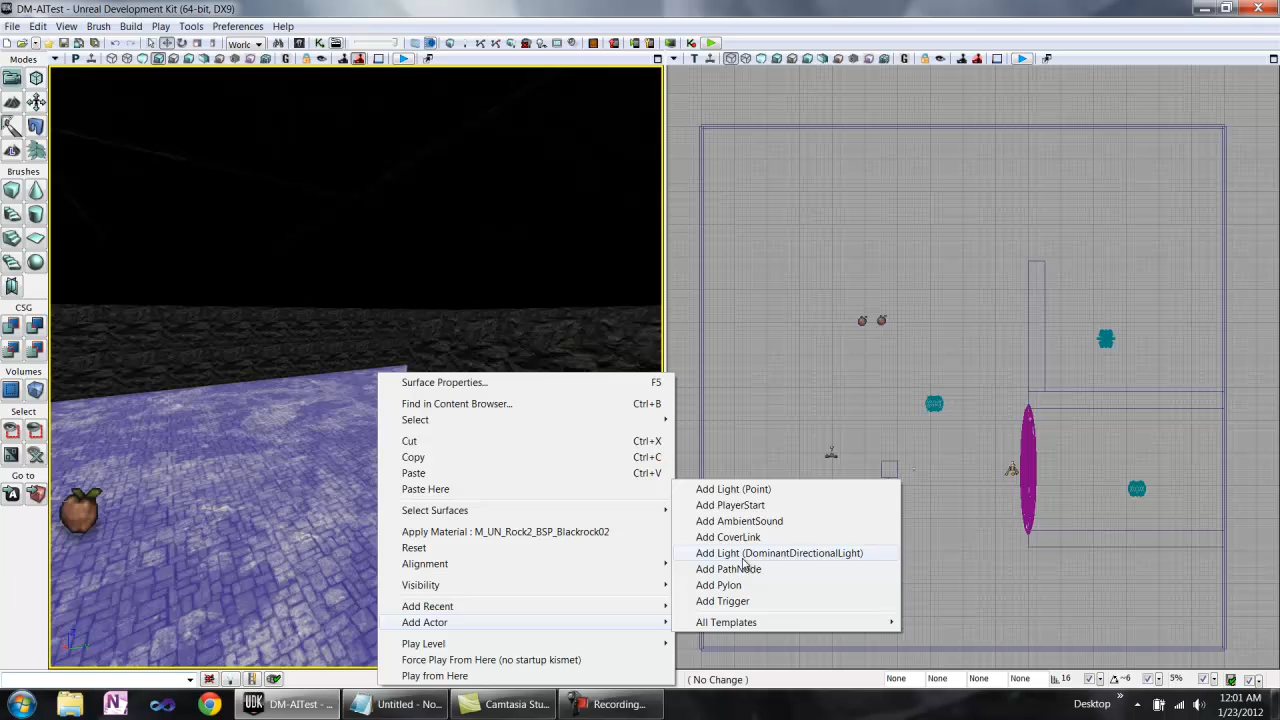 DM-AITest - Unreal Development Kit (64-bit, DX9)
File Edit View Brush Build Play Tools Preferences Help
Worlc
Modes
P G T G
Brushes
CSG
Volumes
Select
Go to
Surface Properties... F5
Find in Content Browser... Ctrl+B
Select
Cut Ctrl+X
Copy Ctrl+C
Paste Ctrl+V
Paste Here
Select Surfaces
Apply Material : M_UN_Rock2_BSP_Blackrock02
Reset
Alignment
Visibility
Add Recent
Add Actor
Play Level
Force Play From Here (no startup kismet)
Play from Here
Add Light (Point)
Add PlayerStart
Add AmbientSound
Add CoverLink
Add Light (DominantDirectionalLight)
Add PathNode
Add Pylon
Add Trigger
All Templates
( No Change ) None None None None 16 ~6 5%
DM-AITest - ... Untitled - No... Camtasia Stu... Recording... Desktop 12:01 AM
1/23/2012